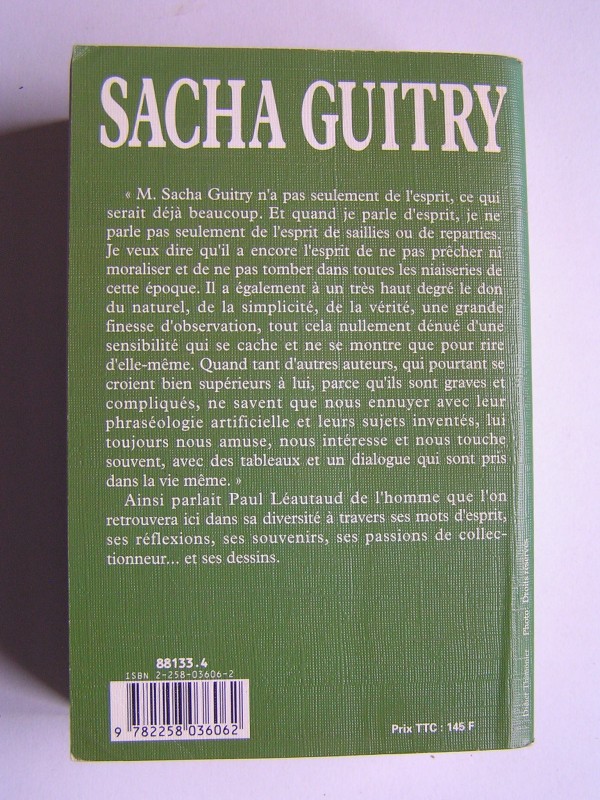 SACHA GUITRY
« M. Sacha Guitry n'a pas seulement de l'esprit, ce qui
serait déjà beaucoup. Et quand je parle d'esprit, je ne
parle pas seulement de l'esprit de saillies ou de reparties.
Je veux dire qu'il a encore l'esprit de ne pas prêcher ni
moraliser et de ne pas tomber dans toutes les niaiseries de
cette époque. Il a également à un très haut degré le don
du naturel, de la simplicité, de la vérité, une grande
finesse d'observation, tout cela nullement dénué d'une
sensibilité qui se cache et ne se montre que pour rire
d'elle-même. Quand tant d'autres auteurs, qui pourtant se
croient bien supérieurs à lui, parce qu'ils sont graves et
compliqués, ne savent que nous ennuyer avec leur
phraséologie artificielle et leurs sujets inventés, lui
toujours nous amuse, nous intéresse et nous touche
souvent, avec des tableaux et un dialogue qui sont pris
dans la vie même. »
Ainsi parlait Paul Léautaud de l'homme que l'on
retrouvera ici dans sa diversité à travers ses mots d'esprit,
ses réflexions, ses souvenirs, ses passions de collec-
tionneur... et ses dessins.
88133.4
ISBN 2-258-03606-2
9 782258 036062
Prix TTC : 145 F
Didier Thimonier Photo : Droits réservés